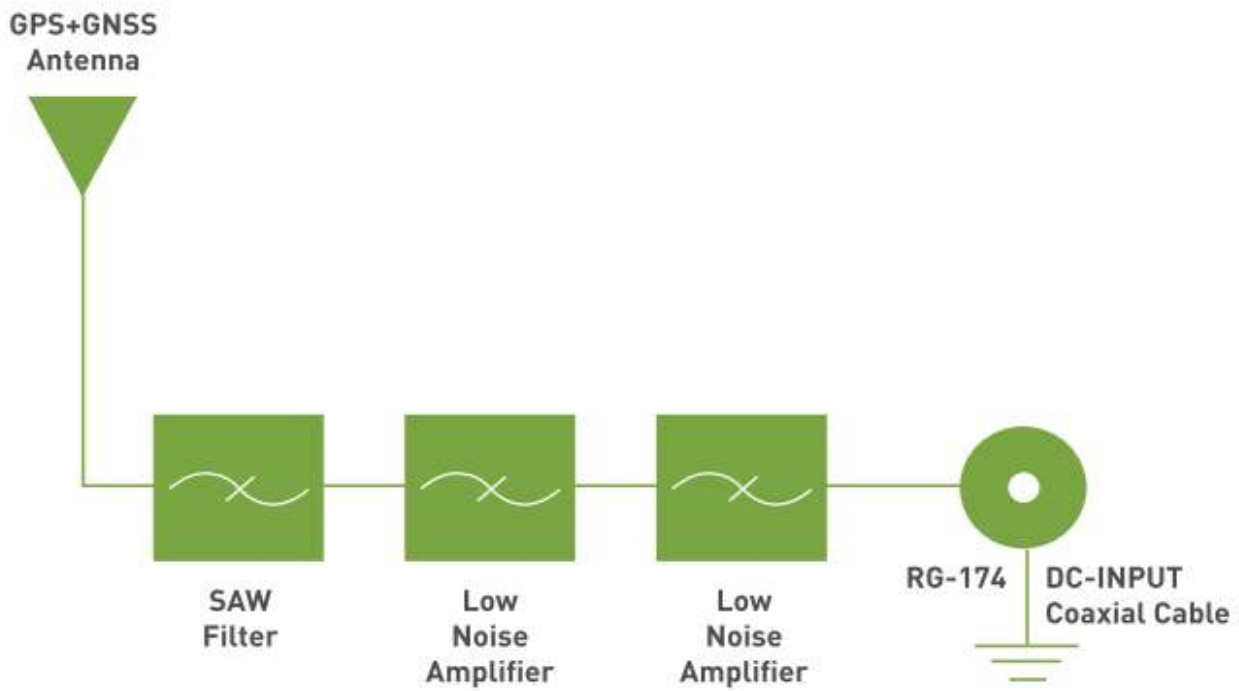 GPS+GNSS
Antenna
SAW
Filter
Low
Noise
Amplifier
Low
Noise
Amplifier
RG-174
DC-INPUT
Coaxial Cable